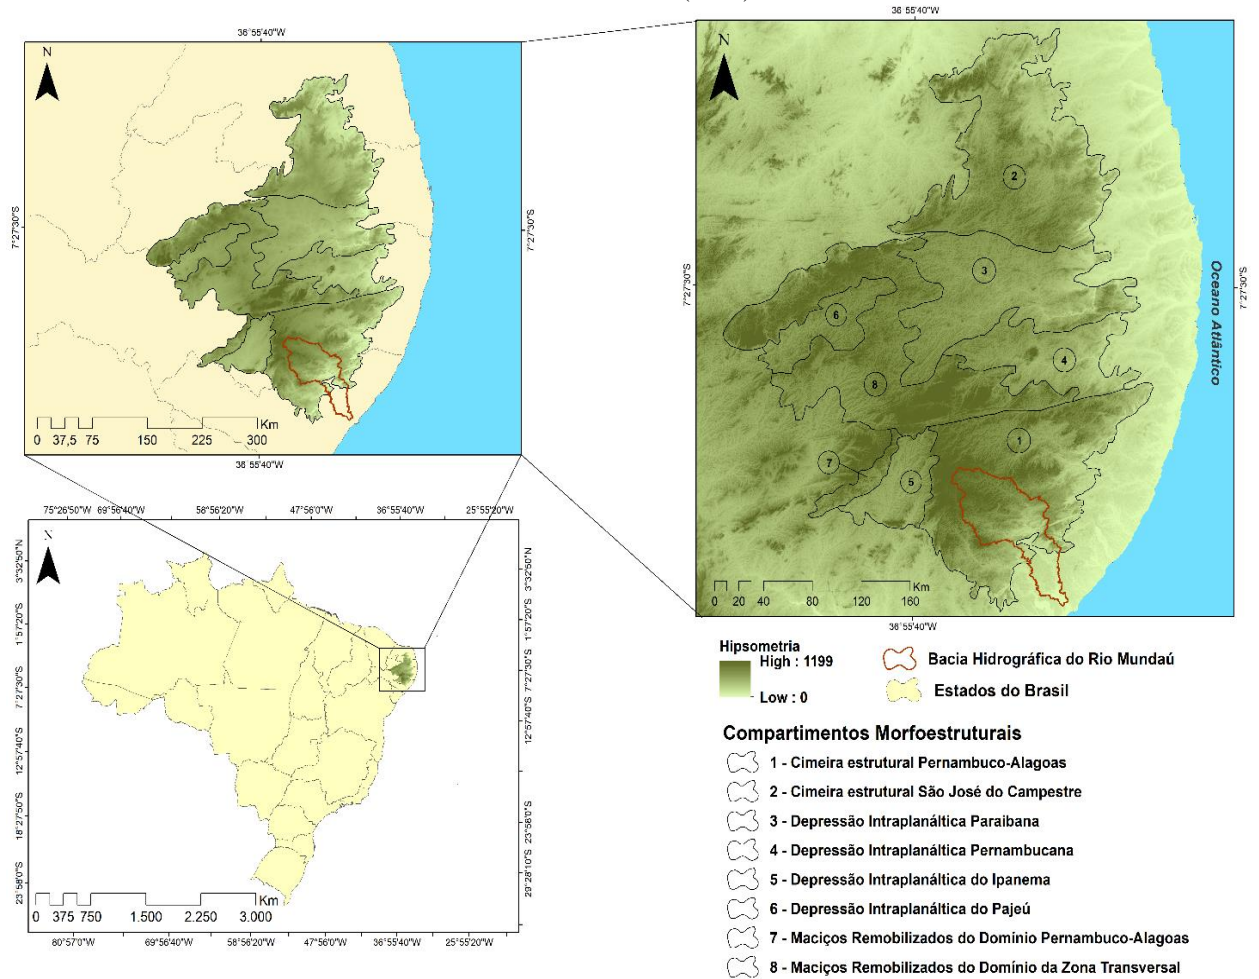 36°55'40"W
N
7°27'30"S
7°27'30"S
0 37,5 75 150 225 300
Km
36°55'40"W
36°55'40"W
N
2
3
6
4
8
1
7
5
7°27'30"S
7°27'30"S
Oceano Atlântico
Km
0 20 40 80 120 160
36°55'40"W
75°26'50"W 69°56'40"W 58°56'20"W 47°56'0"W 36°55'40"W 25°55'20"W
N
3°32'50"N
1°57'20"S
7°27'30"S
12°57'40"S
18°27'50"S
23°58'0"S
3°32'50"N
1°57'20"S
7°27'30"S
12°57'40"S
23°58'0"S
29°28'10"S
Km
0 375 750 1.500 2.250 3.000
80°57'0"W 69°56'40"W 58°56'20"W 47°56'0"W 36°55'40"W 25°55'20"W
Hipsometria
High : 1199
Low : 0
Bacia Hidrográfica do Rio Mundaú
Estados do Brasil
Compartimentos Morfoestruturais
1 - Cimeira estrutural Pernambuco-Alagoas
2 - Cimeira estrutural São José do Campestre
3 - Depressão Intraplanáltica Paraibana
4 - Depressão Intraplanáltica Pernambucana
5 - Depressão Intraplanáltica do Ipanema
6 - Depressão Intraplanáltica do Pajeú
7 - Maciços Remobilizados do Domínio Pernambuco-Alagoas
8 - Maciços Remobilizados do Domínio da Zona Transversal